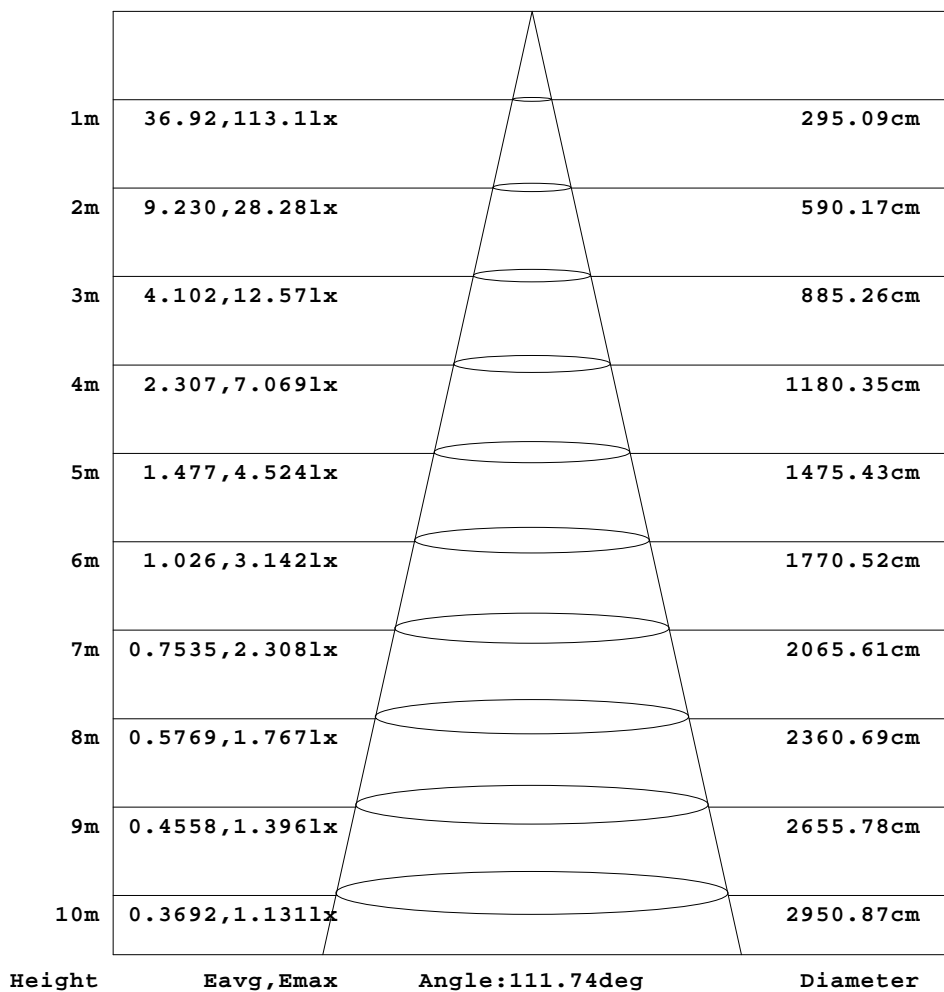 1m 36.92,113.1lx 295.09cm
2m 9.230,28.28lx 590.17cm
3m 4.102,12.57lx 885.26cm
4m 2.307,7.069lx 1180.35cm
5m 1.477,4.524lx 1475.43cm
6m 1.026,3.142lx 1770.52cm
7m 0.7535,2.308lx 2065.61cm
8m 0.5769,1.767lx 2360.69cm
9m 0.4558,1.396lx 2655.78cm
10m 0.3692,1.131lx 2950.87cm
Height Eavg,Emax Angle:111.74deg Diameter